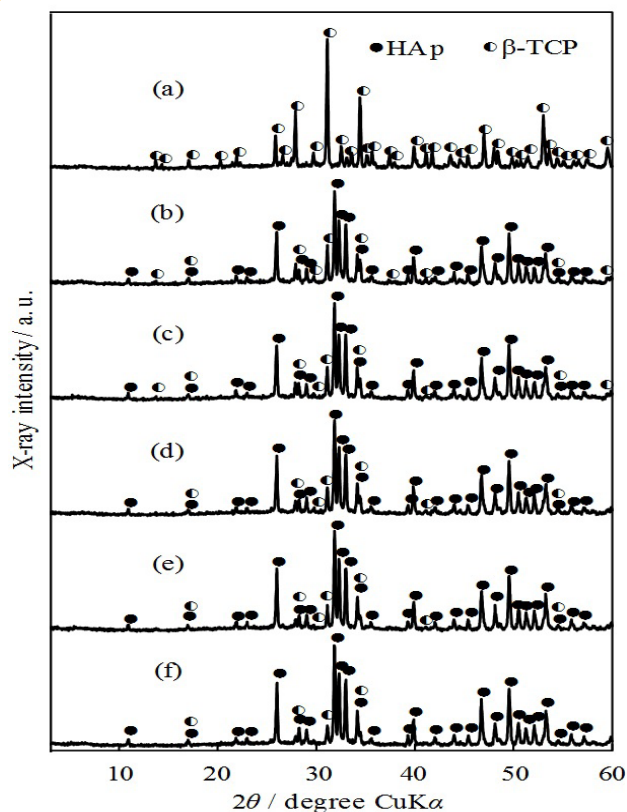 HAp β-TCP
(a)
(b)
(c)
(d)
(e)
(f)
X-ray intensity/ a.u.
10 20 30 40 50 60
2θ / degree CuKα